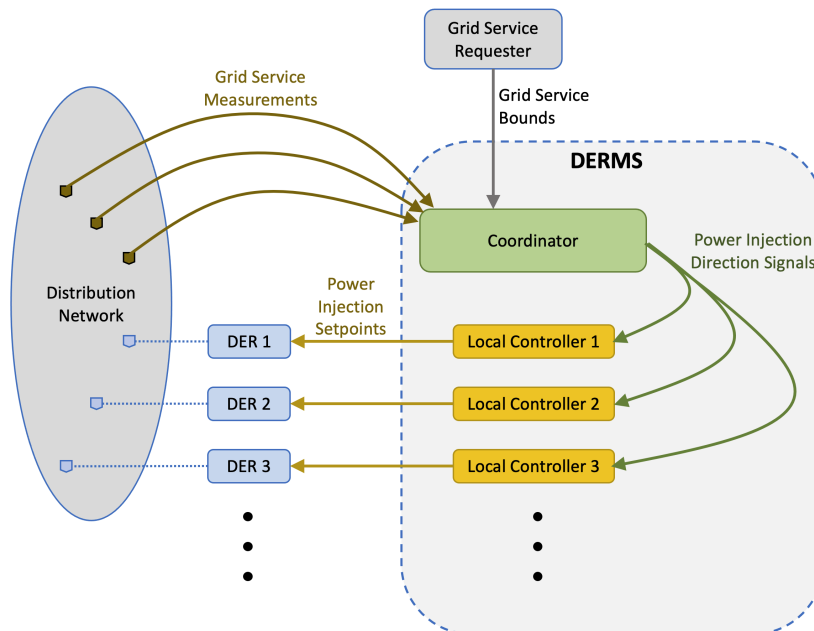 Grid Service
Requester
Grid Service
Measurements
Grid Service
Bounds
DERMS
Coordinator
Power Injection
Direction Signals
Distribution
Network
Power
Injection
Setpoints
DER 1
Local Controller 1
DER 2
Local Controller 2
DER 3
Local Controller 3